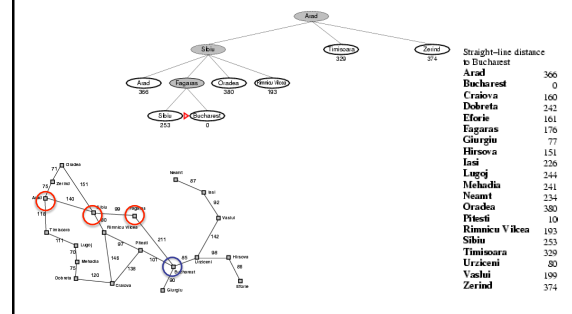 Arad
Sibiu
Timisoara
329
Zerind
374
Arad
366
Fagaras
Oradea
380
Rimnicu Vilcea
193
Sibiu
253
Bucharest
0
Straight–line distance
to Bucharest
Arad 366
Bucharest 0
Craiova 160
Dobreta 242
Eforie 161
Fagaras 176
Giurgiu 77
Hirsova 151
Iasi 226
Lugoj 244
Mehadia 241
Neamt 234
Oradea 380
Pitesti 10
Rimnicu Vilcea 193
Sibiu 253
Timisoara 329
Urziceni 80
Vaslui 199
Zerind 374
Oradea
71
Neamt
87
Zerind
151
75
Iasi
Arad
140
92
Sibiu
99
Fagaras
118
80
Vaslui
Timisoara
Rimnicu Vilcea
111
Lugoj
97
Pitesti
211
142
70
98
Hirsova
Mehadia
146
101
85
Urziceni
75
138
Bucharest
86
Dobreta
120
90
Craiova
Giurgiu
Eforie